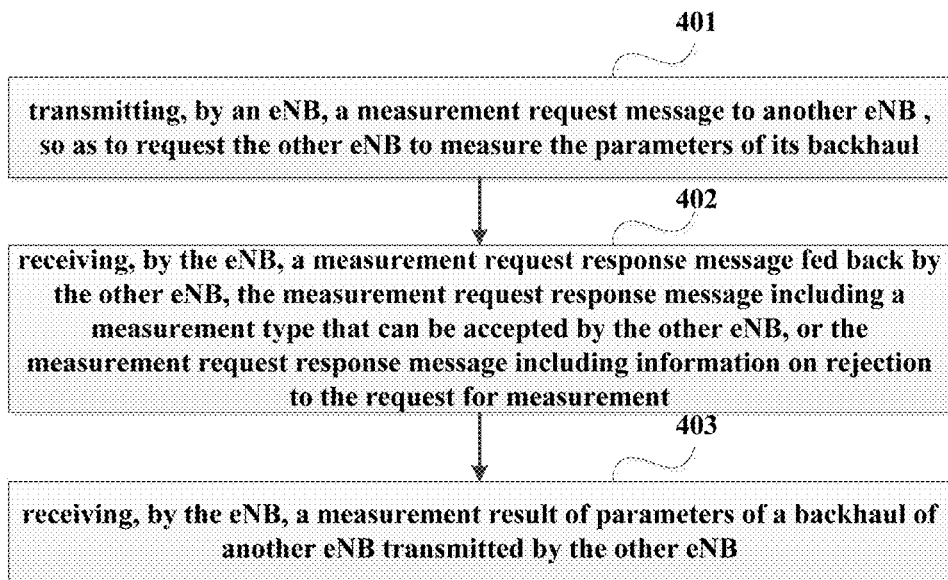 401
transmitting, by an eNB, a measurement request message to another eNB ,
so as to request the other eNB to measure the parameters of its backhaul
402
receiving, by the eNB, a measurement request response message fed back by
the other eNB, the measurement request response message including a
measurement type that can be accepted by the other eNB, or the
measurement request response message including information on rejection
to the request for measurement
403
receiving, by the eNB, a measurement result of parameters of a backhaul of
another eNB transmitted by the other eNB